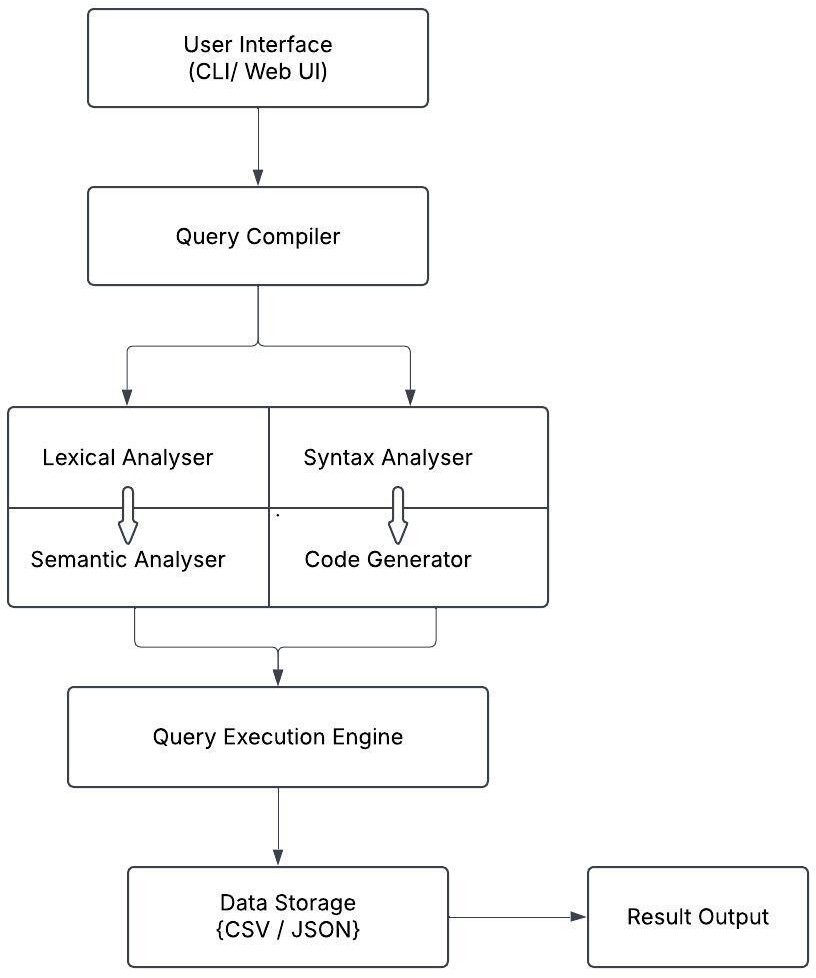 User Interface
(CLI/ Web UI)
Query Compiler
Lexical Analyser
Syntax Analyser
Semantic Analyser
Code Generator
Query Execution Engine
Data Storage
{CSV / JSON}
Result Output